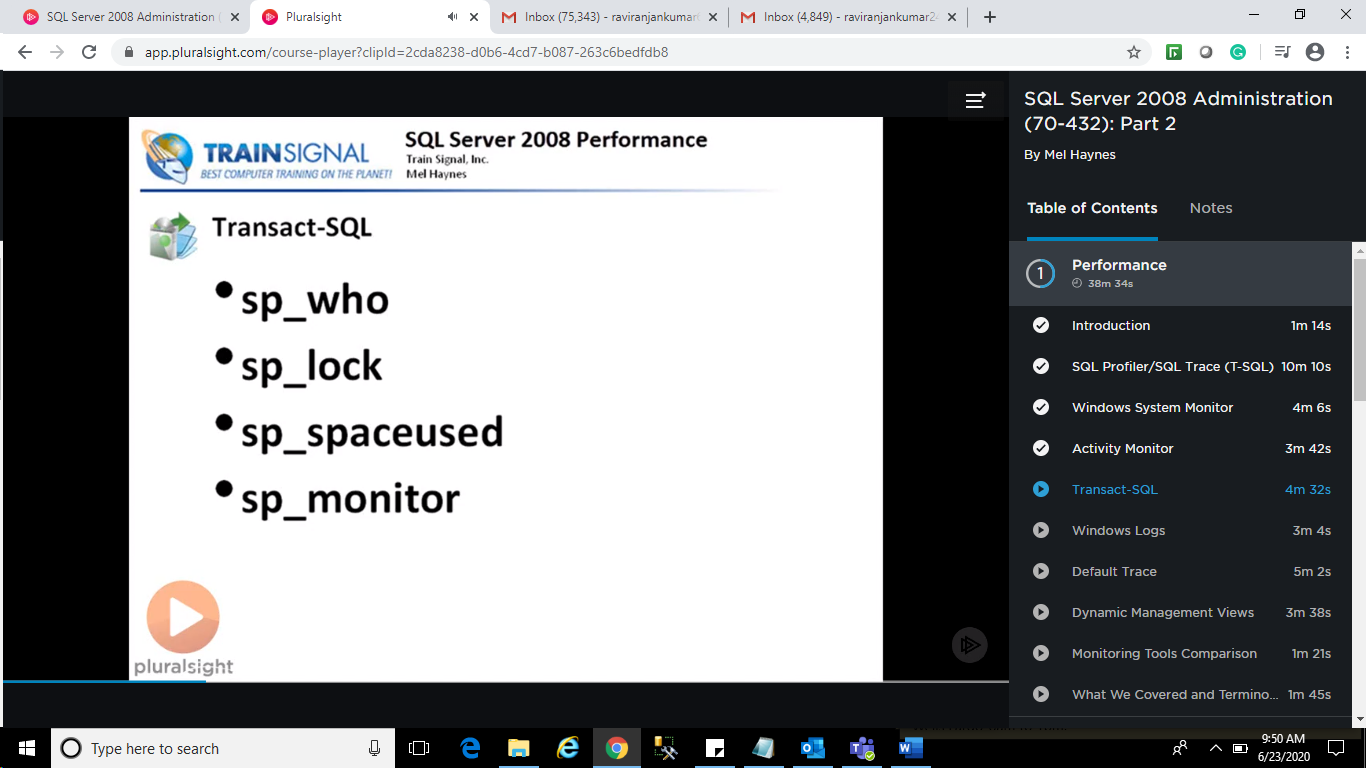 SQL Server 2008 Administration (
Pluralsight
Inbox (75,343) - raviranjankumar
Inbox (4,849) - raviranjankumar2
app.pluralsight.com/course-player?clipId=2cda8238-d0b6-4cd7-b087-263c6bedfdb8
TRAINSIGNAL
BEST COMPUTER TRAINING ON THE PLANET!
SQL Server 2008 Performance
Train Signal, Inc.
Mel Haynes
Transact-SQL
• sp_who
• sp_lock
• sp_spaceused
• sp_monitor
pluralsight
SQL Server 2008 Administration
(70-432): Part 2
By Mel Haynes
Table of Contents Notes
1 Performance
38m 34s
Introduction 1m 14s
SQL Profiler/SQL Trace (T-SQL) 10m 10s
Windows System Monitor 4m 6s
Activity Monitor 3m 42s
Transact-SQL 4m 32s
Windows Logs 3m 4s
Default Trace 5m 2s
Dynamic Management Views 3m 38s
Monitoring Tools Comparison 1m 21s
What We Covered and Termino... 1m 45s
Type here to search
9:50 AM
6/23/2020